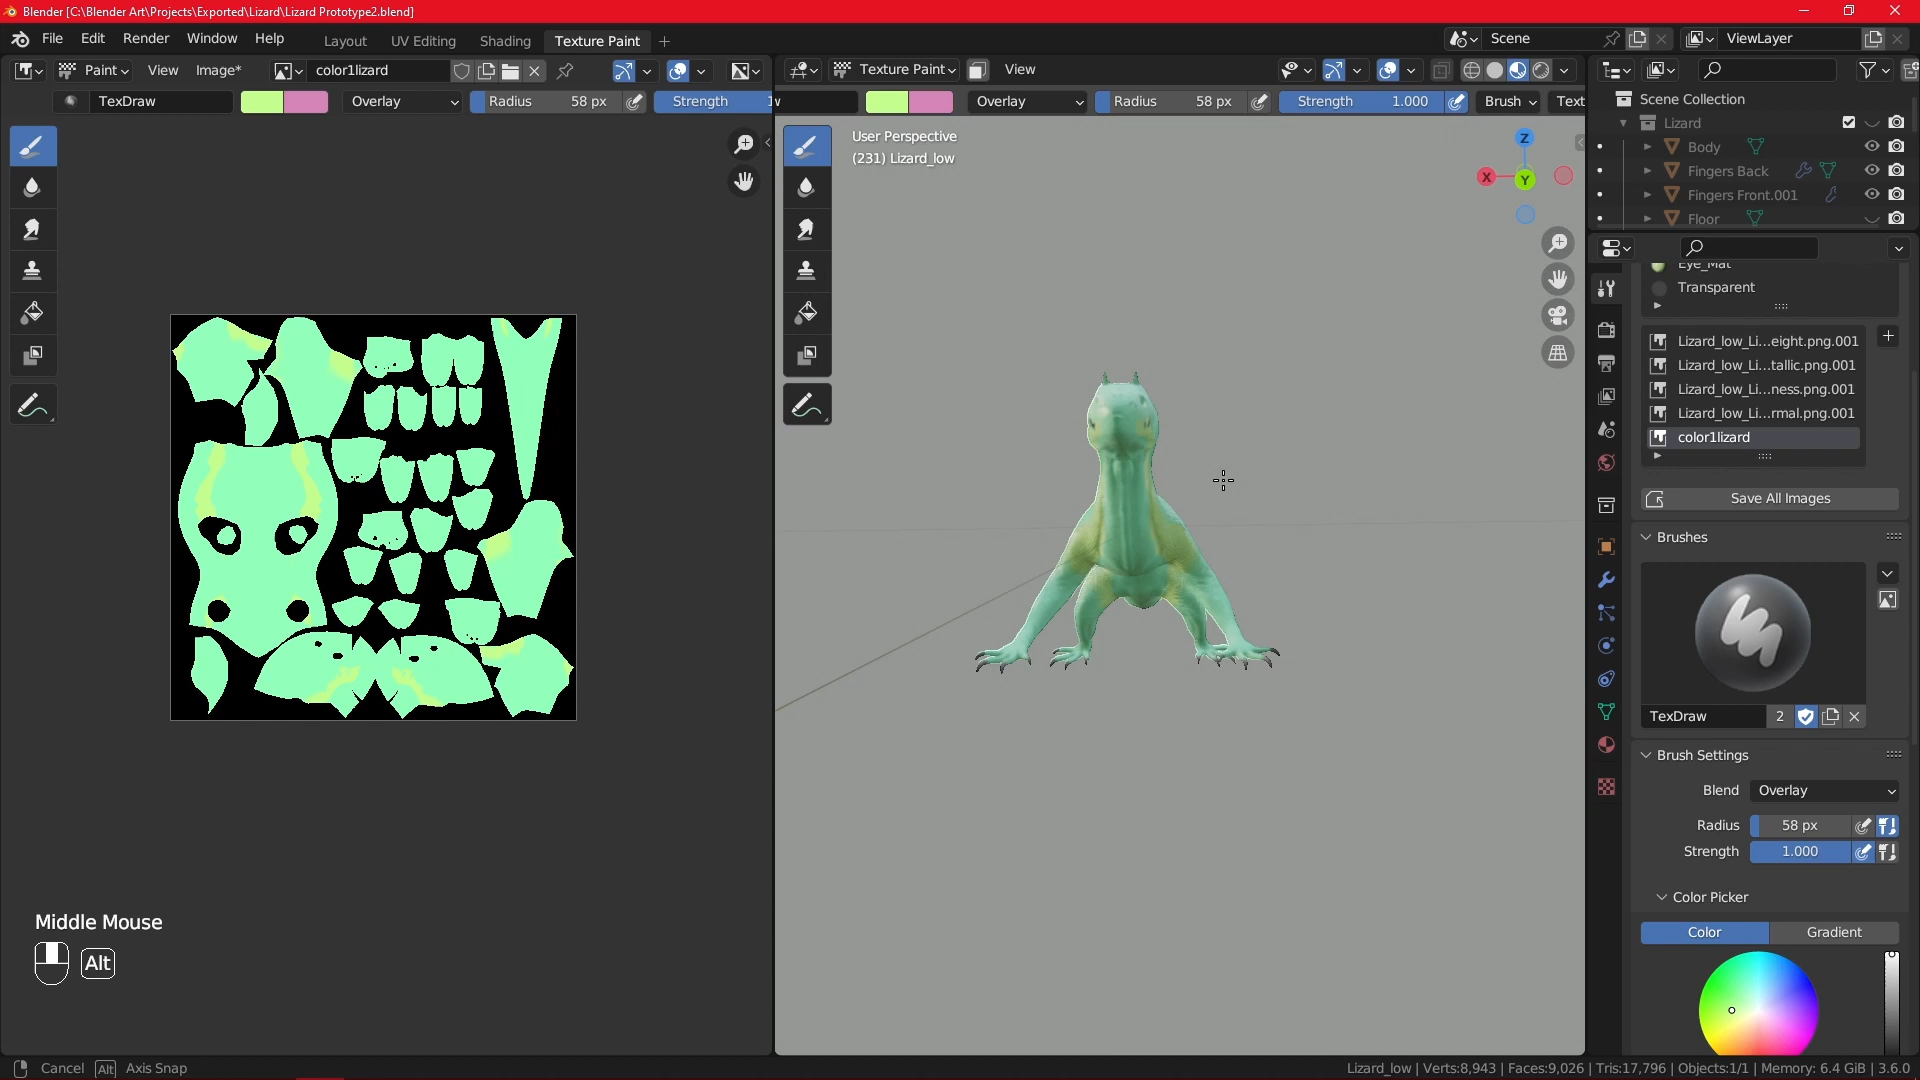 Blender [C:\Blender Art\Projects\Exported\Lizard\Lizard Prototype2.blend]
File Edit Render Window Help Layout UV Editing Shading Texture Paint Scene ViewLayer
Paint View Image* color1lizard Texture Paint View
TexDraw Overlay Radius 58 px Strength Overlay Radius 58 px Strength 1.000 Brush Text
User Perspective
(231) Lizard_low
Z
X
Y
Scene Collection
Lizard
Body
Fingers Back
Fingers Front.001
Floor
Eye_Mat
Transparent
Lizard_low_Li...eight.png.001
Lizard_low_Li...tallic.png.001
Lizard_low_Li...ness.png.001
Lizard_low_Li...rmal.png.001
color1lizard
Save All Images
Brushes
TexDraw 2
Brush Settings
Blend Overlay
Radius 58 px
Strength 1.000
Color Picker
Color Gradient
Middle Mouse
Alt
Cancel Alt Axis Snap
Lizard_low | Verts:8,943 | Faces:9,026 | Tris:17,796 | Objects:1/1 | Memory: 6.4 GiB | 3.6.0